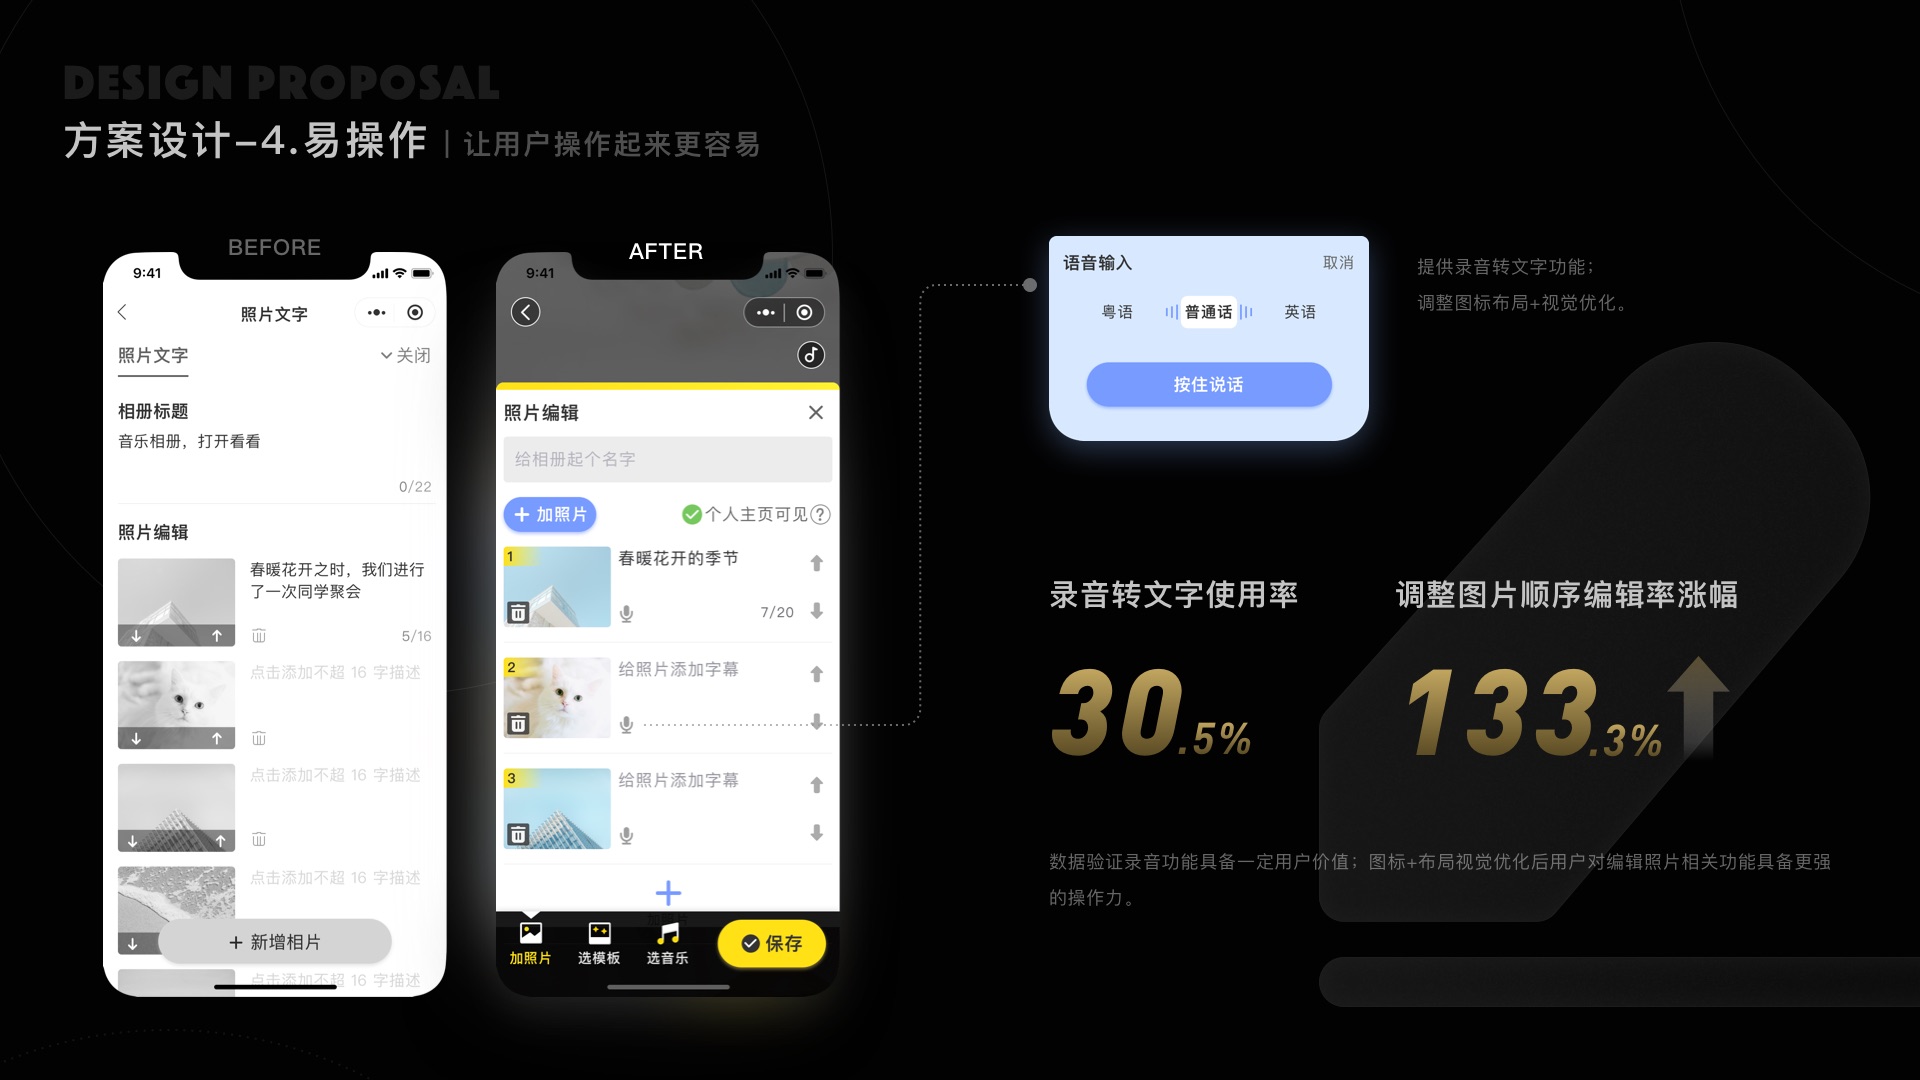 DESIGN PROPOSAL
方案设计-4.易操作 | 让用户操作起来更容易
BEFORE
9:41
照片文字
照片文字
关闭
相册标题
音乐相册，打开看看
0/22
照片编辑
春暖花开之时，我们进行
了一次同学聚会
5/16
点击添加不超 16 字描述
点击添加不超 16 字描述
点击添加不超 16 字描述
+ 新增相片
点击添加不超 16 字描述
AFTER
9:41
照片编辑
给相册起个名字
+ 加照片
个人主页可见?
1
春暖花开的季节
7/20
2
给照片添加字幕
3
给照片添加字幕
加照片
选模板
选音乐
保存
语音输入
取消
粤语
普通话
英语
按住说话
提供录音转文字功能；
调整图标布局+视觉优化。
录音转文字使用率
30.5%
调整图片顺序编辑率涨幅
133.3%
数据验证录音功能具备一定用户价值；图标+布局视觉优化后用户对编辑照片相关功能具备更强
的操作力。